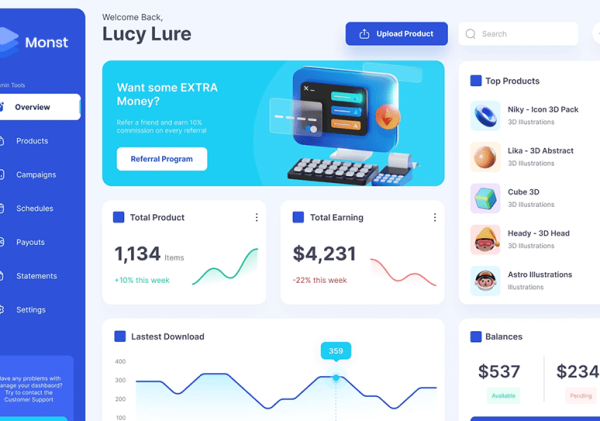 Monst
Tools
Overview
Products
Campaigns
Schedules
Payouts
Statements
Settings
Have any problems with
manage your dashbaord?
Try to contact the
Customer Support
Welcome Back,
Lucy Lure
Upload Product
Search
Want some EXTRA
Money?
Refer a friend and earn 10%
commission on every referral
Referral Program
Total Product
1,134 Items
+10% this week
Total Earning
$4,231
-22% this week
Lastest Download
359
400
300
200
100
Top Products
Niky - Icon 3D Pack
3D Illustrations
Lika - 3D Abstract
3D Illustrations
Cube 3D
3D Illustrations
Heady - 3D Head
3D Illustrations
Astro Illustrations
Illustrations
Balances
$537
Available
$234
Pending